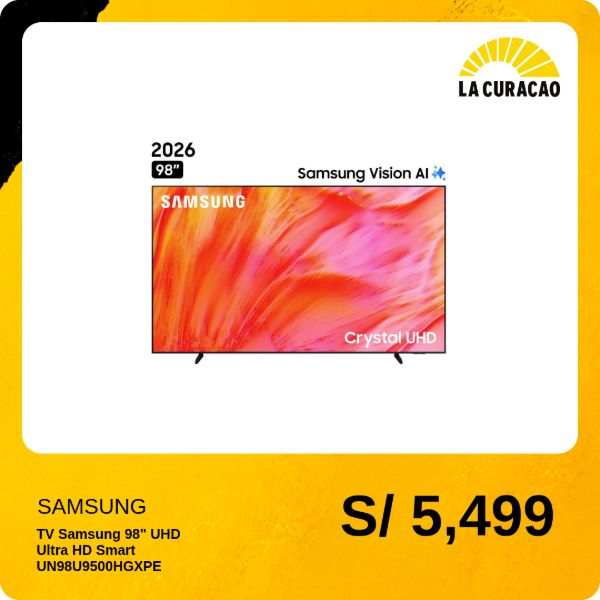 LA CURACAO
2026
98"
Samsung Vision AI
SAMSUNG
Crystal UHD
SAMSUNG
S/ 5,499
TV Samsung 98" UHD
Ultra HD Smart
UN98U9500HGXPE